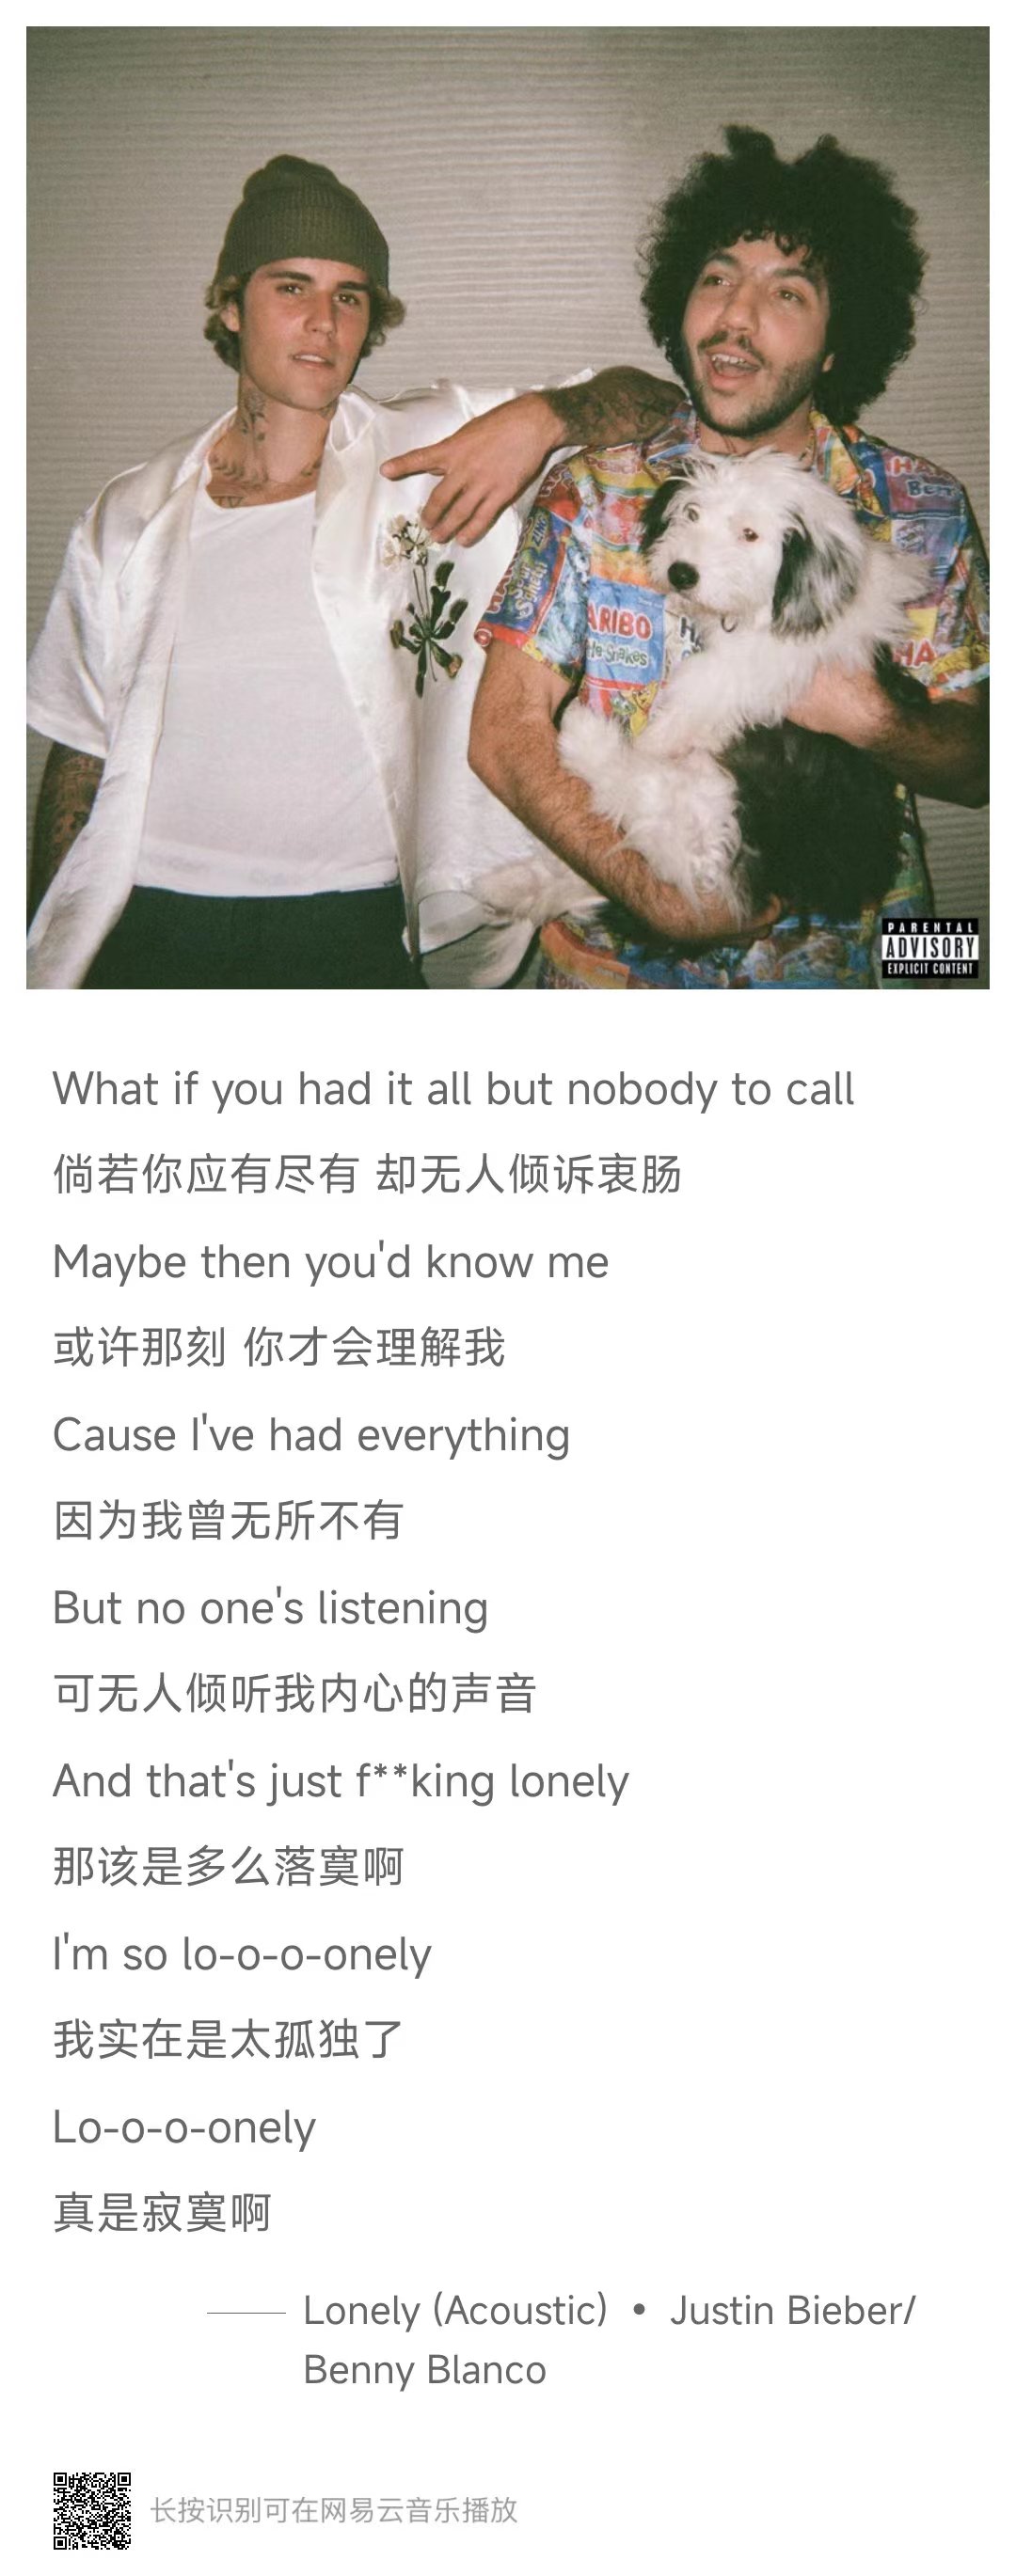 Peach
HA
Berr
ARIBO
HA
HA
PARENTAL
ADVISORY
EXPLICIT CONTENT
What if you had it all but nobody to call
倘若你应有尽有 却无人倾诉衷肠
Maybe then you'd know me
或许那刻 你才会理解我
Cause I've had everything
因为我曾无所不有
But no one's listening
可无人倾听我内心的声音
And that's just f**king lonely
那该是多么落寞啊
I'm so lo-o-o-onely
我实在是太孤独了
Lo-o-o-onely
真是寂寞啊
—— Lonely (Acoustic) • Justin Bieber/
Benny Blanco
长按识别可在网易云音乐播放